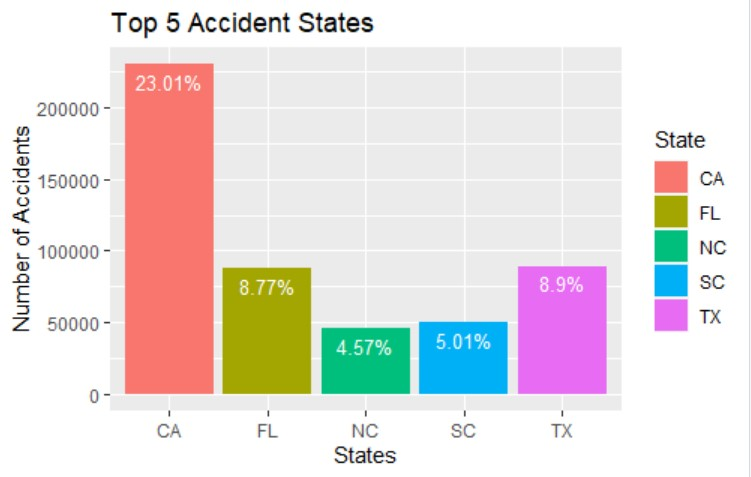 Top 5 Accident States
Number of Accidents
200000
150000
100000
50000
0
23.01%
8.77%
4.57%
5.01%
8.9%
CA
FL
NC
SC
TX
States
State
CA
FL
NC
SC
TX